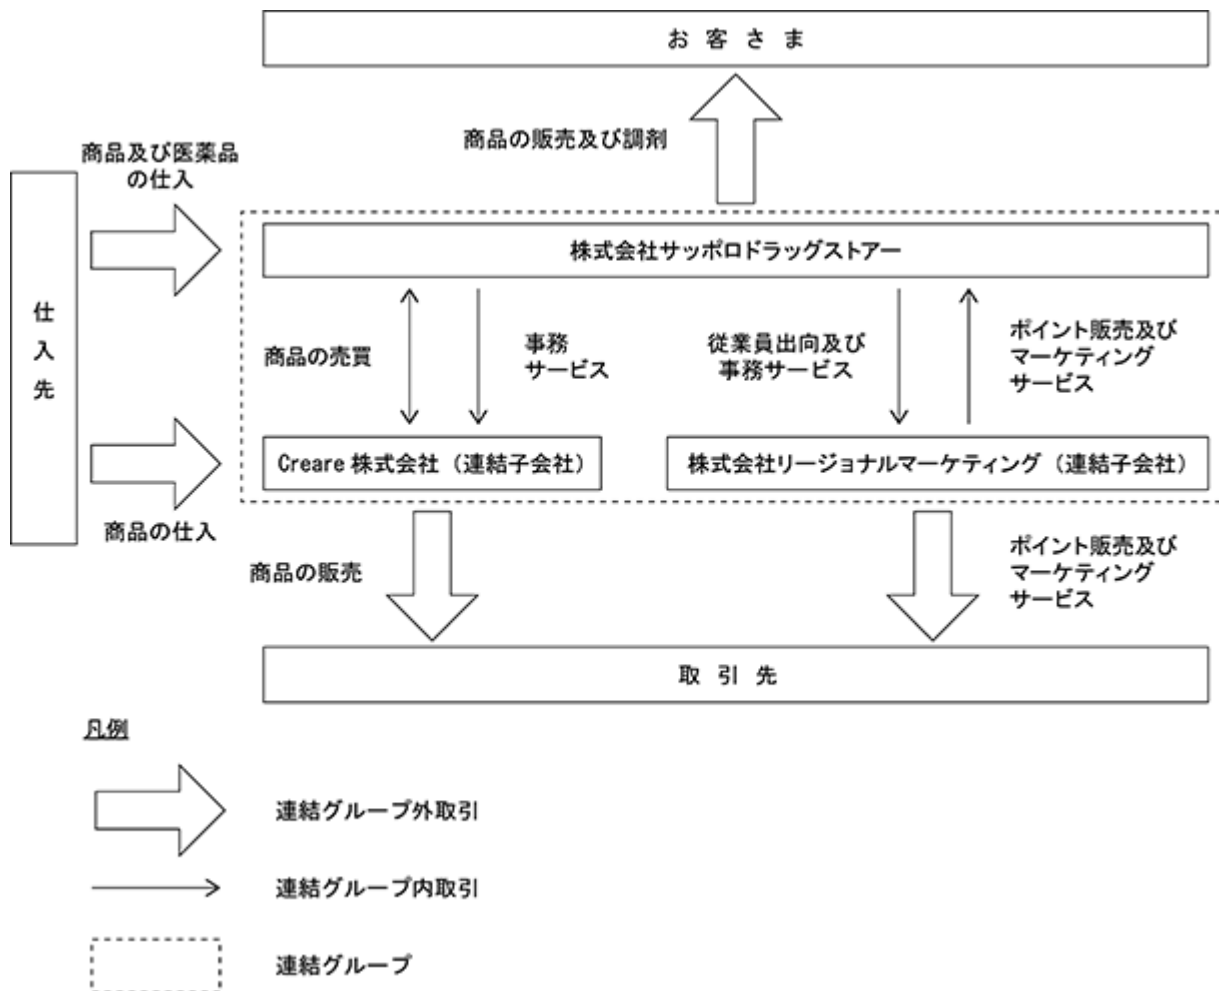 お客さま
商品の販売及び調剤
商品及び医薬品
の仕入
仕入先
株式会社サッポロドラッグストアー
商品の売買
事務
サービス
従業員出向及び
事務サービス
ポイント販売及び
マーケティング
サービス
Creare 株式会社（連結子会社）
株式会社リージョナルマーケティング（連結子会社）
商品の仕入
商品の販売
ポイント販売及び
マーケティング
サービス
取引先
凡例
連結グループ外取引
連結グループ内取引
連結グループ